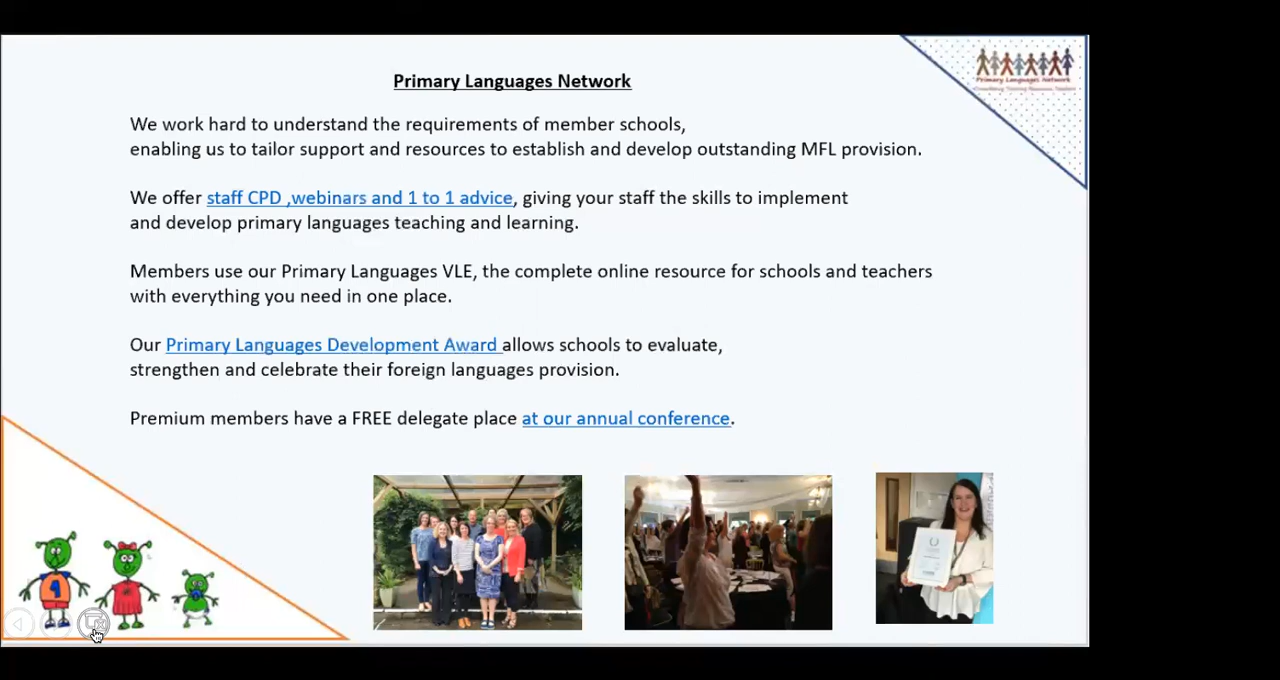 Primary Languages Network
Primary Languages Network
We work hard to understand the requirements of member schools,
enabling us to tailor support and resources to establish and develop outstanding MFL provision.
We offer staff CPD ,webinars and 1 to 1 advice, giving your staff the skills to implement
and develop primary languages teaching and learning.
Members use our Primary Languages VLE, the complete online resource for schools and teachers
with everything you need in one place.
Our Primary Languages Development Award allows schools to evaluate,
strengthen and celebrate their foreign languages provision.
Premium members have a FREE delegate place at our annual conference.
1